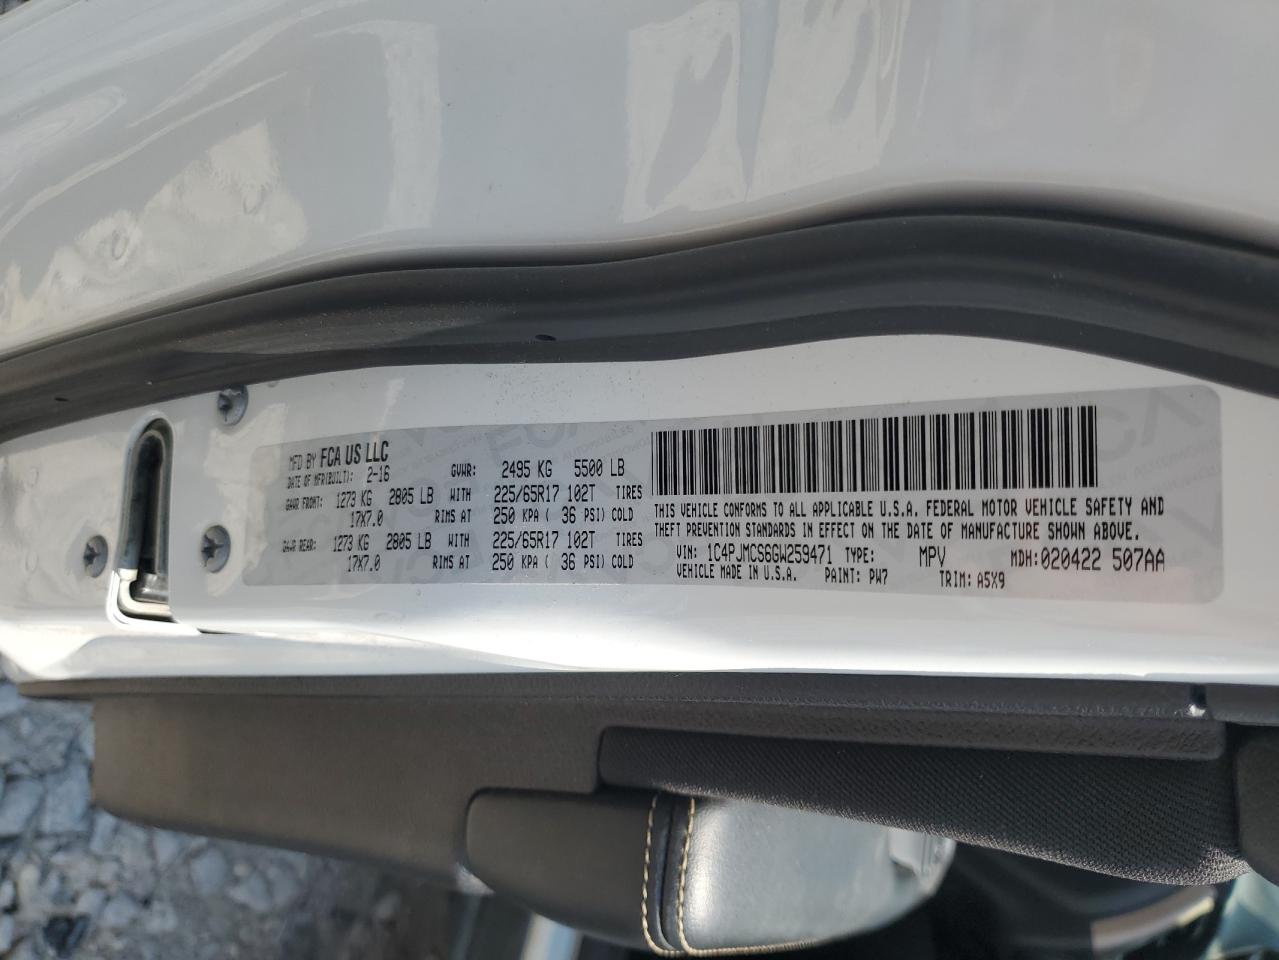 MFD BY FCA US LLC
DATE OF MFR(BUILT): 2-16 GVWR: 2495 KG 5500 LB
GAWR FRONT: 1273 KG 2805 LB WITH 225/65R17 102T TIRES
17X7.0 RIMS AT 250 KPA ( 36 PSI) COLD
GAWR REAR: 1273 KG 2805 LB WITH 225/65R17 102T TIRES
17X7.0 RIMS AT 250 KPA ( 36 PSI) COLD
THIS VEHICLE CONFORMS TO ALL APPLICABLE U.S.A. FEDERAL MOTOR VEHICLE SAFETY AND
THEFT PREVENTION STANDARDS IN EFFECT ON THE DATE OF MANUFACTURE SHOWN ABOVE.
VIN: 1C4PJMCS6GW259471 TYPE: MPV MDH:020422 507AA
VEHICLE MADE IN U.S.A. PAINT: PW7 TRIM: A5X9